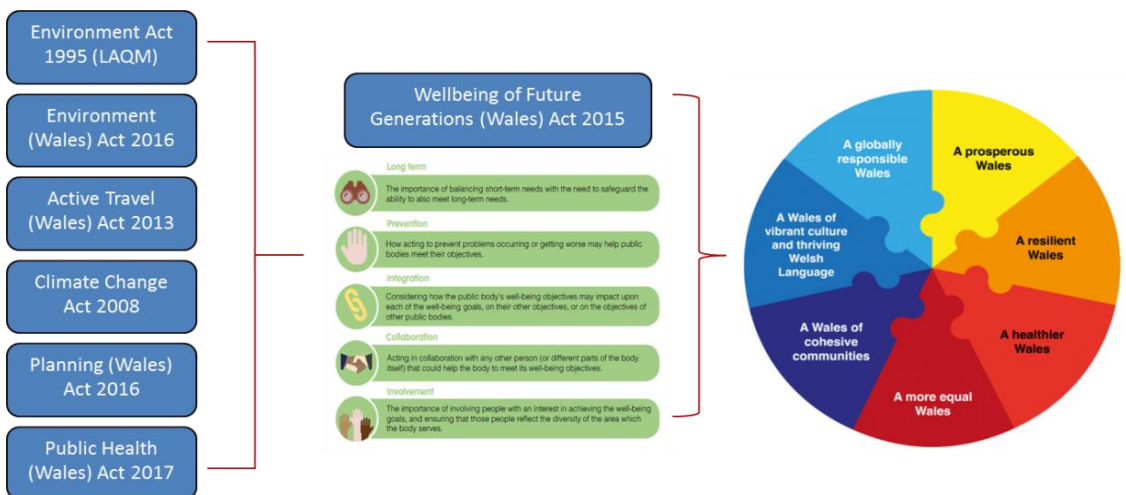 Environment Act
1995 (LAQM)
Environment
(Wales) Act 2016
Active Travel
(Wales) Act 2013
Climate Change
Act 2008
Planning (Wales)
Act 2016
Public Health
(Wales) Act 2017
Wellbeing of Future
Generations (Wales) Act 2015
Long term
The importance of balancing short-term needs with the need to safeguard the
ability to also meet long-term needs.
Prevention
How acting to prevent problems occurring or getting worse may help public
bodies meet their objectives.
Integration
Considering how the public body's well-being objectives may impact upon
each of the well-being goals, on their other objectives, or on the objectives of
other public bodies.
Collaboration
Acting in collaboration with any other person (or different parts of the body
itself) that could help the body to meet its well-being objectives.
Involvement
The importance of involving people with an interest in achieving the well-being
goals, and ensuring that those people reflect the diversity of the area which
the body serves.
A prosperous
Wales
A resilient
Wales
A healthier
Wales
A more equal
Wales
A Wales of
cohesive
communities
A Wales of
vibrant culture
and thriving
Welsh
Language
A globally
responsible
Wales